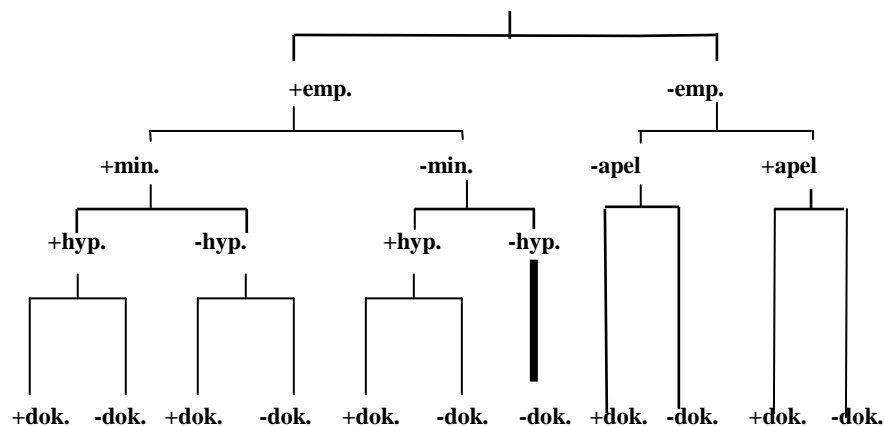 +emp. -emp.
+min. -min. -apel +apel
+hyp. -hyp. +hyp. -hyp.
+dok. -dok. +dok. -dok. +dok. -dok. -dok. +dok. -dok. +dok. -dok.